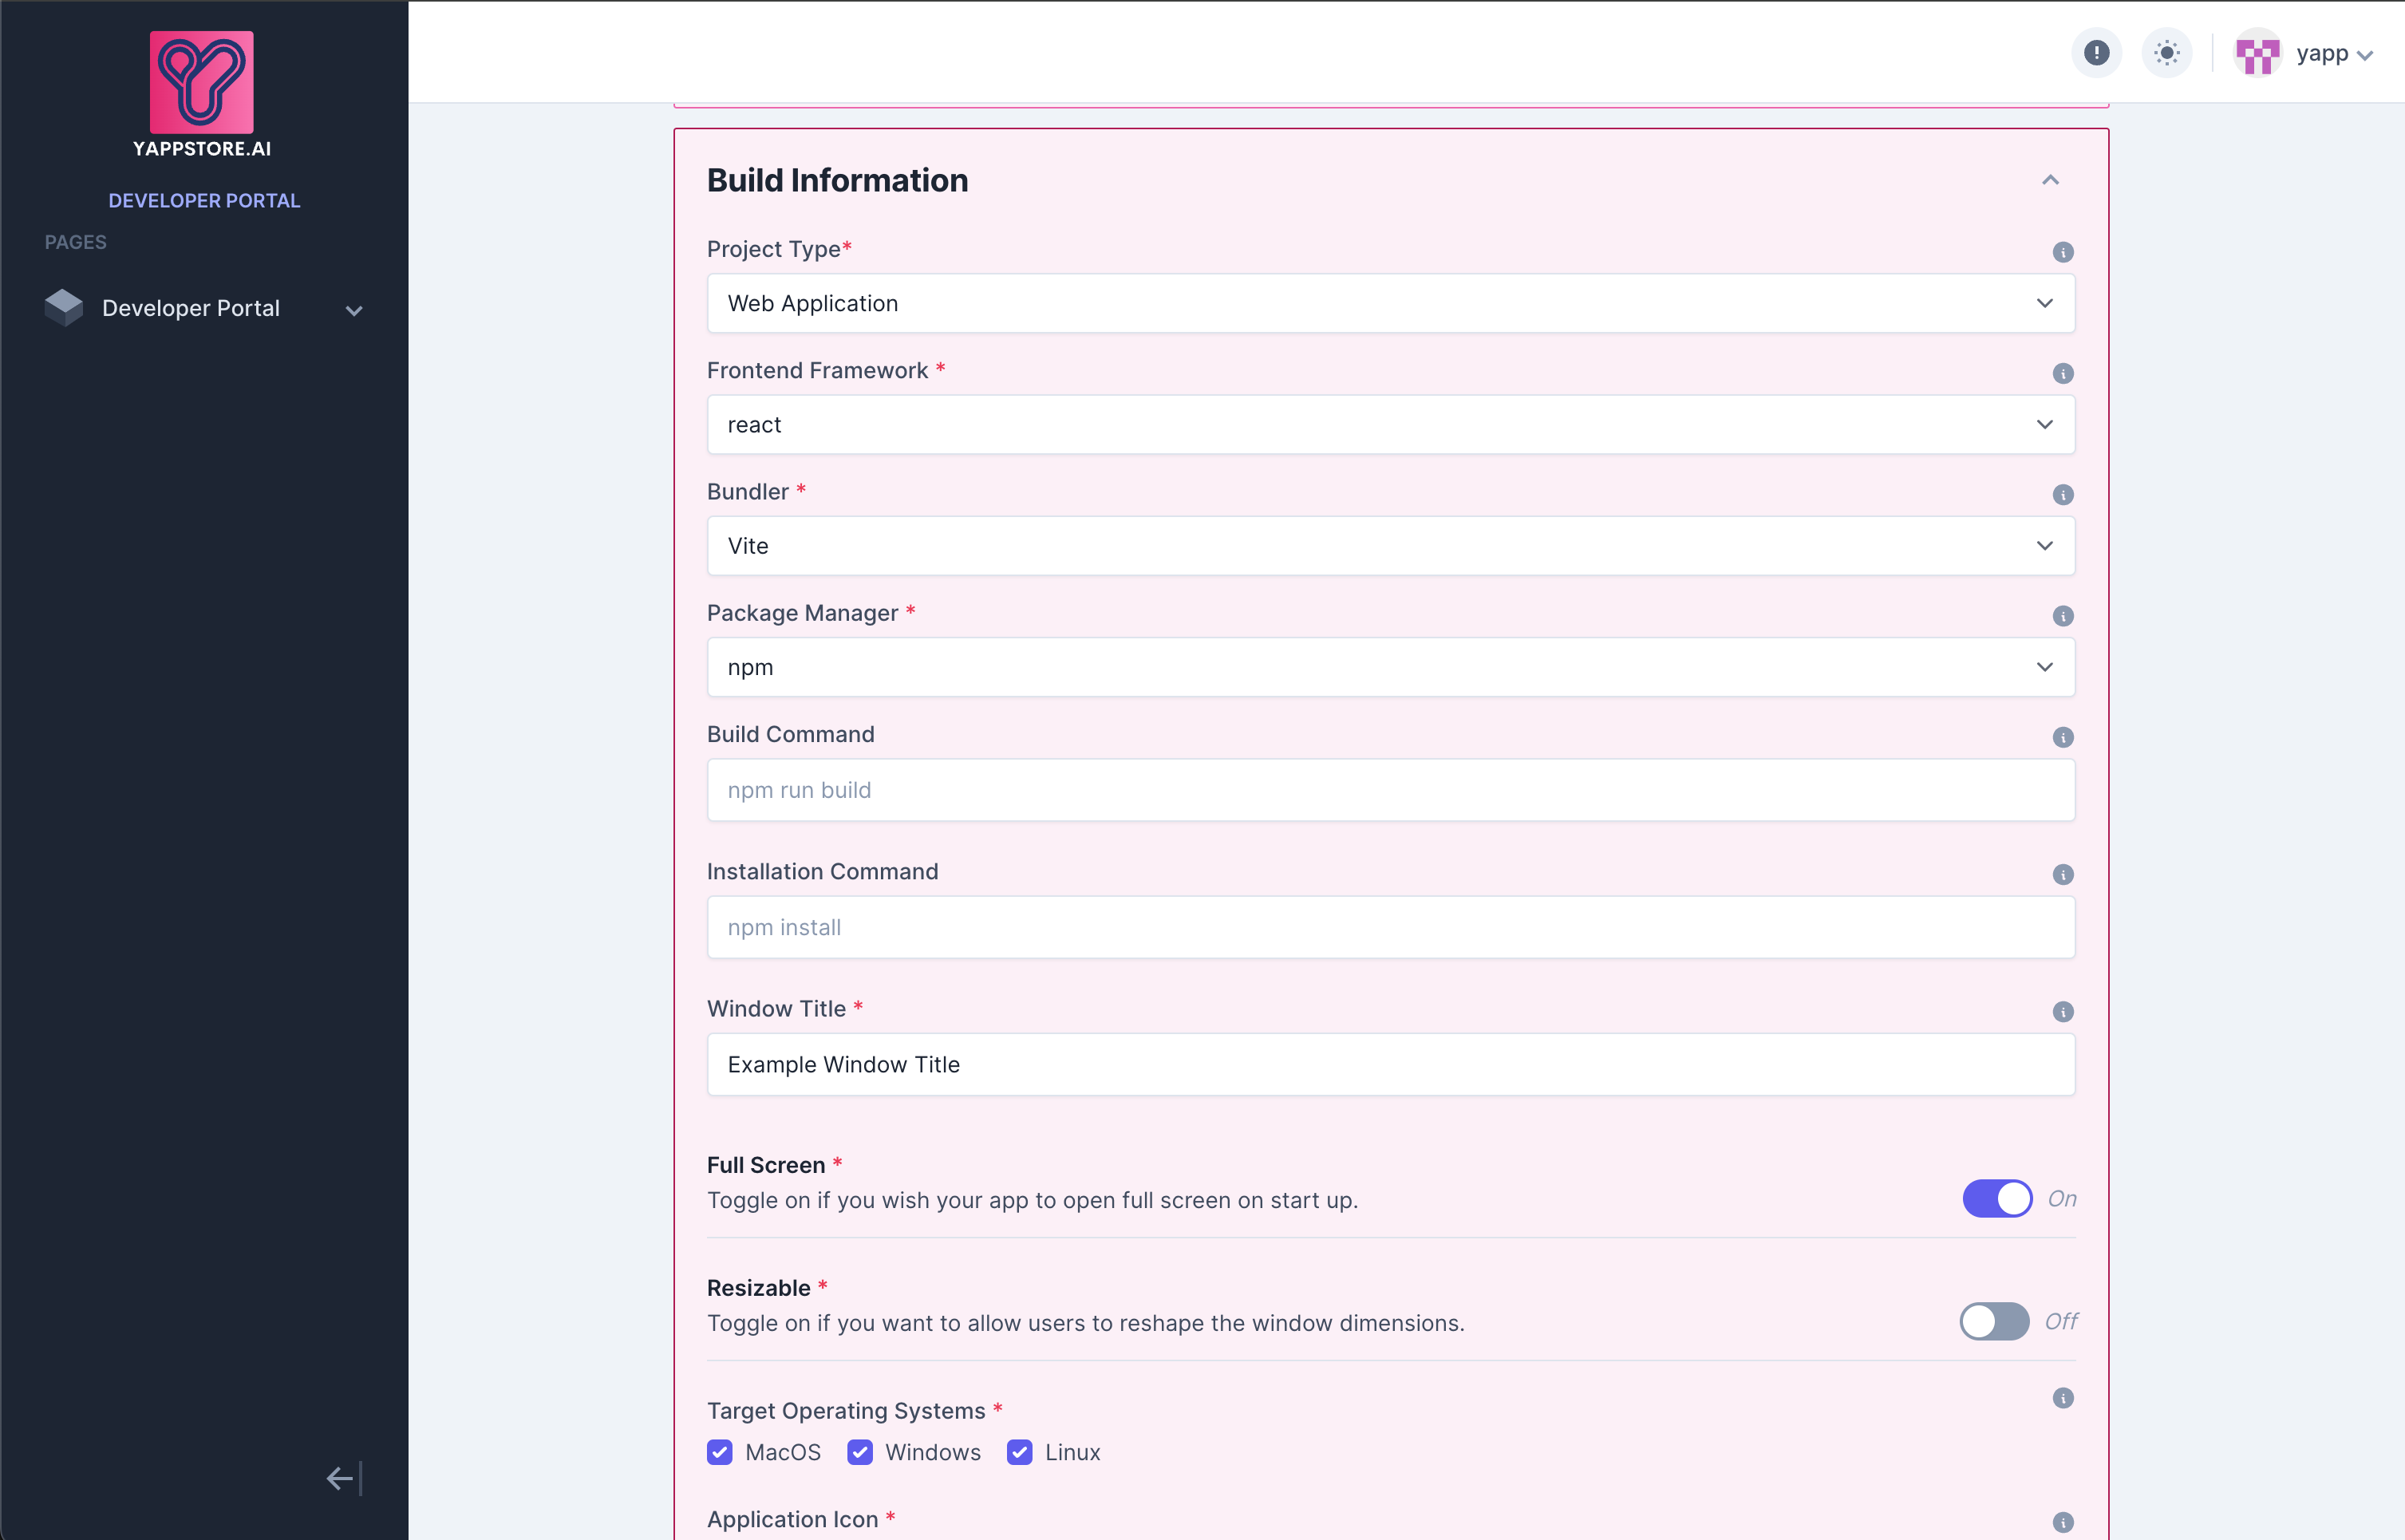 YAPPSTORE.AI
DEVELOPER PORTAL
PAGES
Developer Portal
yapp
Build Information
Project Type*
Web Application
Frontend Framework *
react
Bundler *
Vite
Package Manager *
npm
Build Command
npm run build
Installation Command
npm install
Window Title *
Example Window Title
Full Screen *
Toggle on if you wish your app to open full screen on start up.
On
Resizable *
Toggle on if you want to allow users to reshape the window dimensions.
Off
Target Operating Systems *
MacOS Windows Linux
Application Icon *